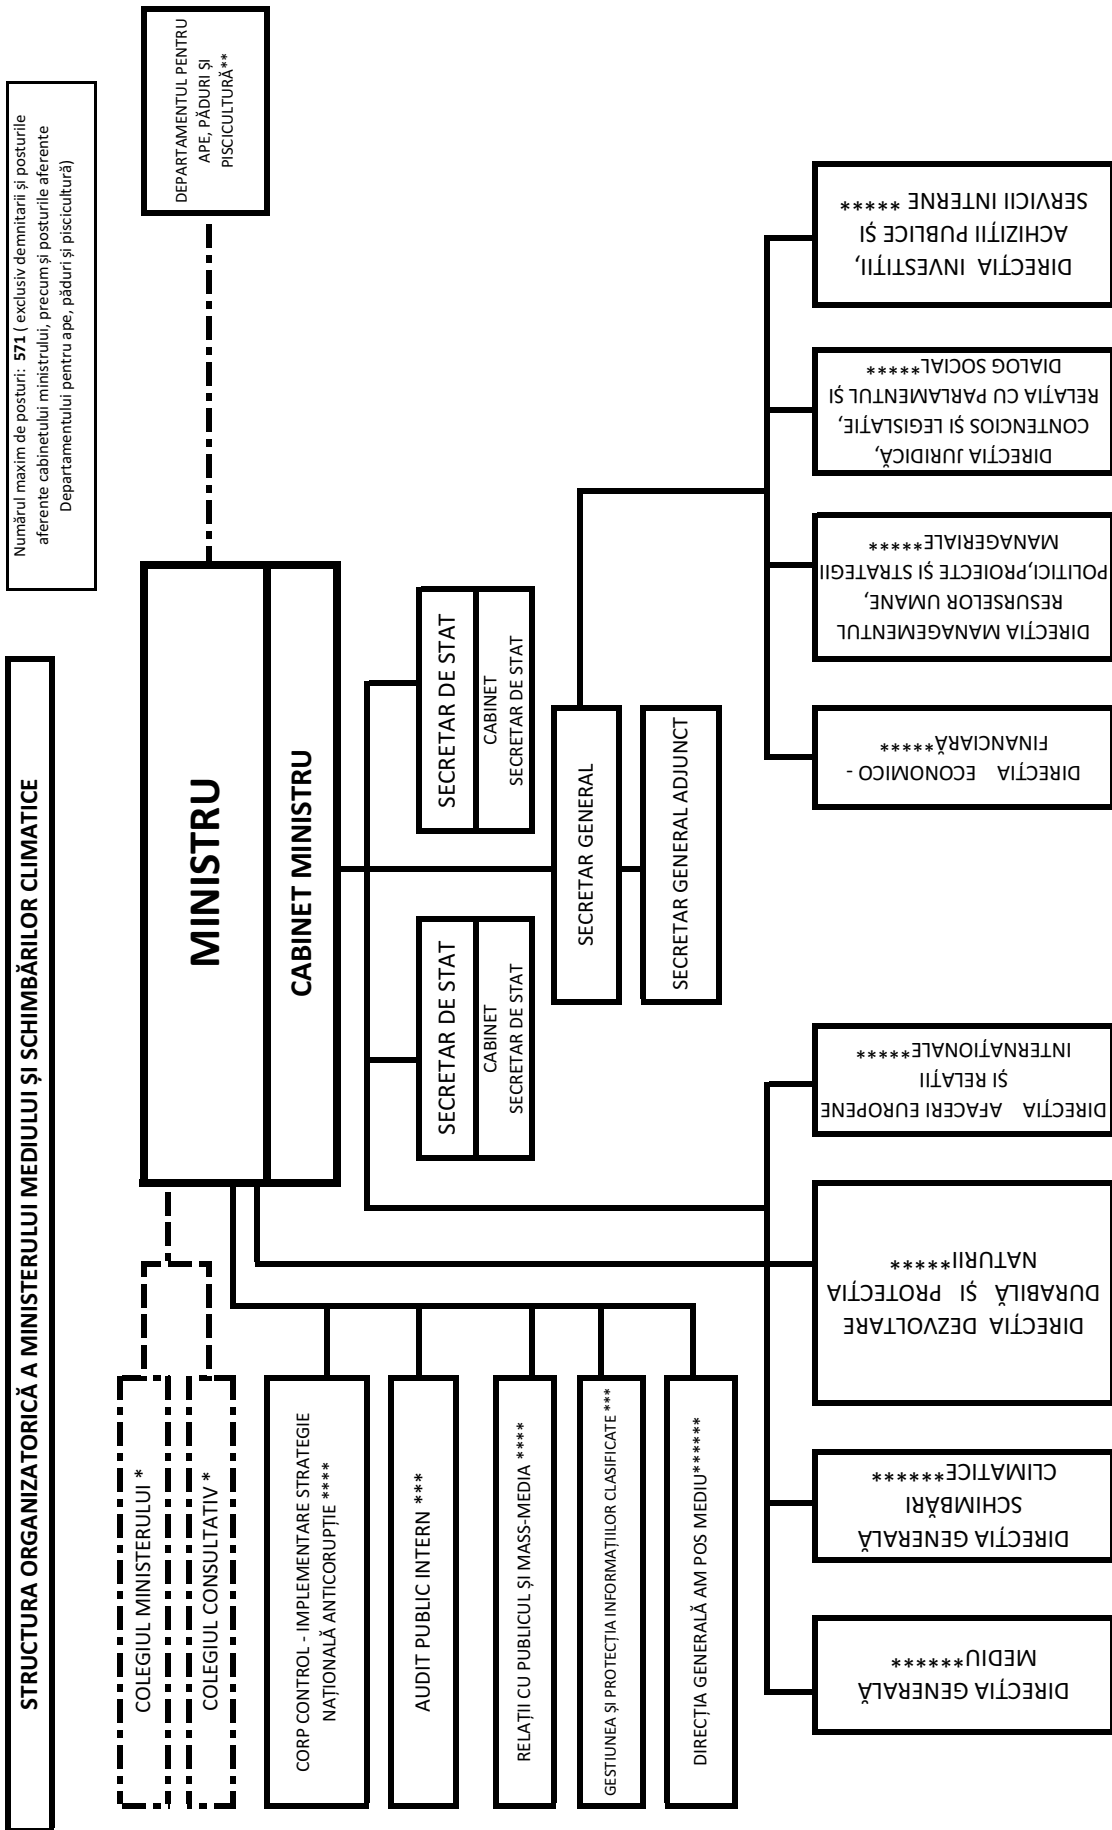 STRUCTURA ORGANIZATORICĂ A MINISTERULUI MEDIULUI ȘI SCHIMBĂRILOR CLIMATICE
Numărul maxim de posturi: 571 ( exclusiv demnitarii și posturile
aferente cabinetului ministrului, precum și posturile aferente
Departamentului pentru ape, păduri și piscicultură)
COLEGIUL MINISTERULUI *
COLEGIUL CONSULTATIV *
MINISTRU
CABINET MINISTRU
DEPARTAMENTUL PENTRU
APE, PĂDURI ȘI
PISCICULTURĂ**
CORP CONTROL - IMPLEMENTARE STRATEGIE
NAȚIONALĂ ANTICORUPȚIE ****
AUDIT PUBLIC INTERN ***
RELAȚII CU PUBLICUL ȘI MASS-MEDIA ****
GESTIUNEA ȘI PROTECȚIA INFORMAȚIILOR CLASIFICATE ***
DIRECȚIA GENERALĂ AM POS MEDIU******
SECRETAR DE STAT
CABINET
SECRETAR DE STAT
SECRETAR DE STAT
CABINET
SECRETAR DE STAT
SECRETAR GENERAL
SECRETAR GENERAL ADJUNCT
DIRECȚIA GENERALĂ
MEDIU******
DIRECȚIA GENERALĂ
SCHIMBĂRI
CLIMATICE******
DIRECȚIA DEZVOLTARE
DURABILĂ ȘI PROTECȚIA
NATURII*****
DIRECȚIA AFACERI EUROPENE
ȘI RELAȚII
INTERNAȚIONALE*****
DIRECȚIA ECONOMICO -
FINANCIARĂ*****
DIRECȚIA MANAGEMENTUL
RESURSELOR UMANE,
POLITICI,PROIECTE ȘI STRATEGII
MANAGERIALE*****
DIRECȚIA JURIDICĂ,
CONTENCIOS ȘI LEGISLAȚIE,
RELAȚIA CU PARLAMENTUL ȘI
DIALOG SOCIAL*****
DIRECȚIA INVESTIȚII,
ACHIZIȚII PUBLICE ȘI
SERVICII INTERNE *****